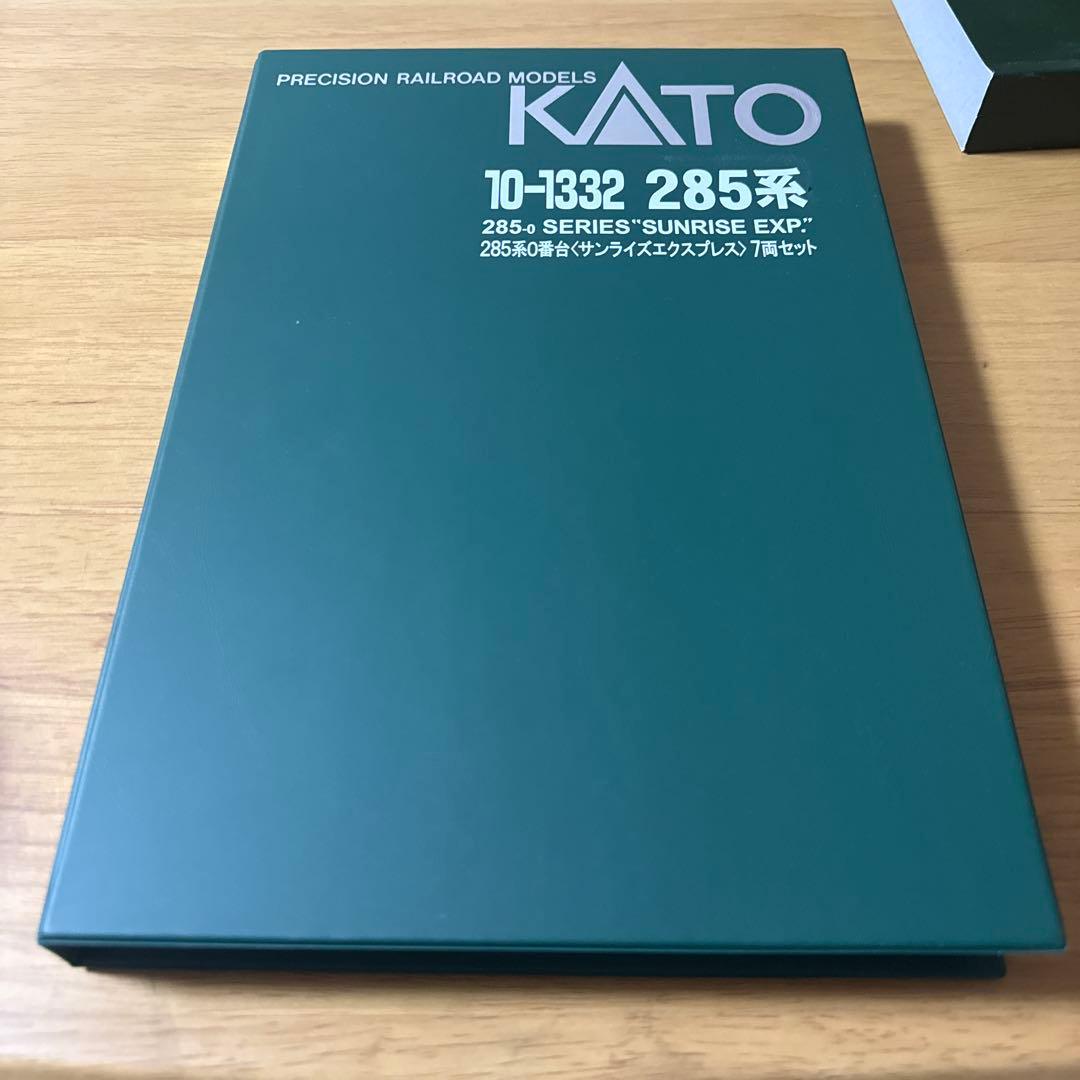 PRECISION RAILROAD MODELS
KATO
10-1332 285系
285-0 SERIES "SUNRISE EXP."
285系0番台〈サンライズエクスプレス〉7両セット